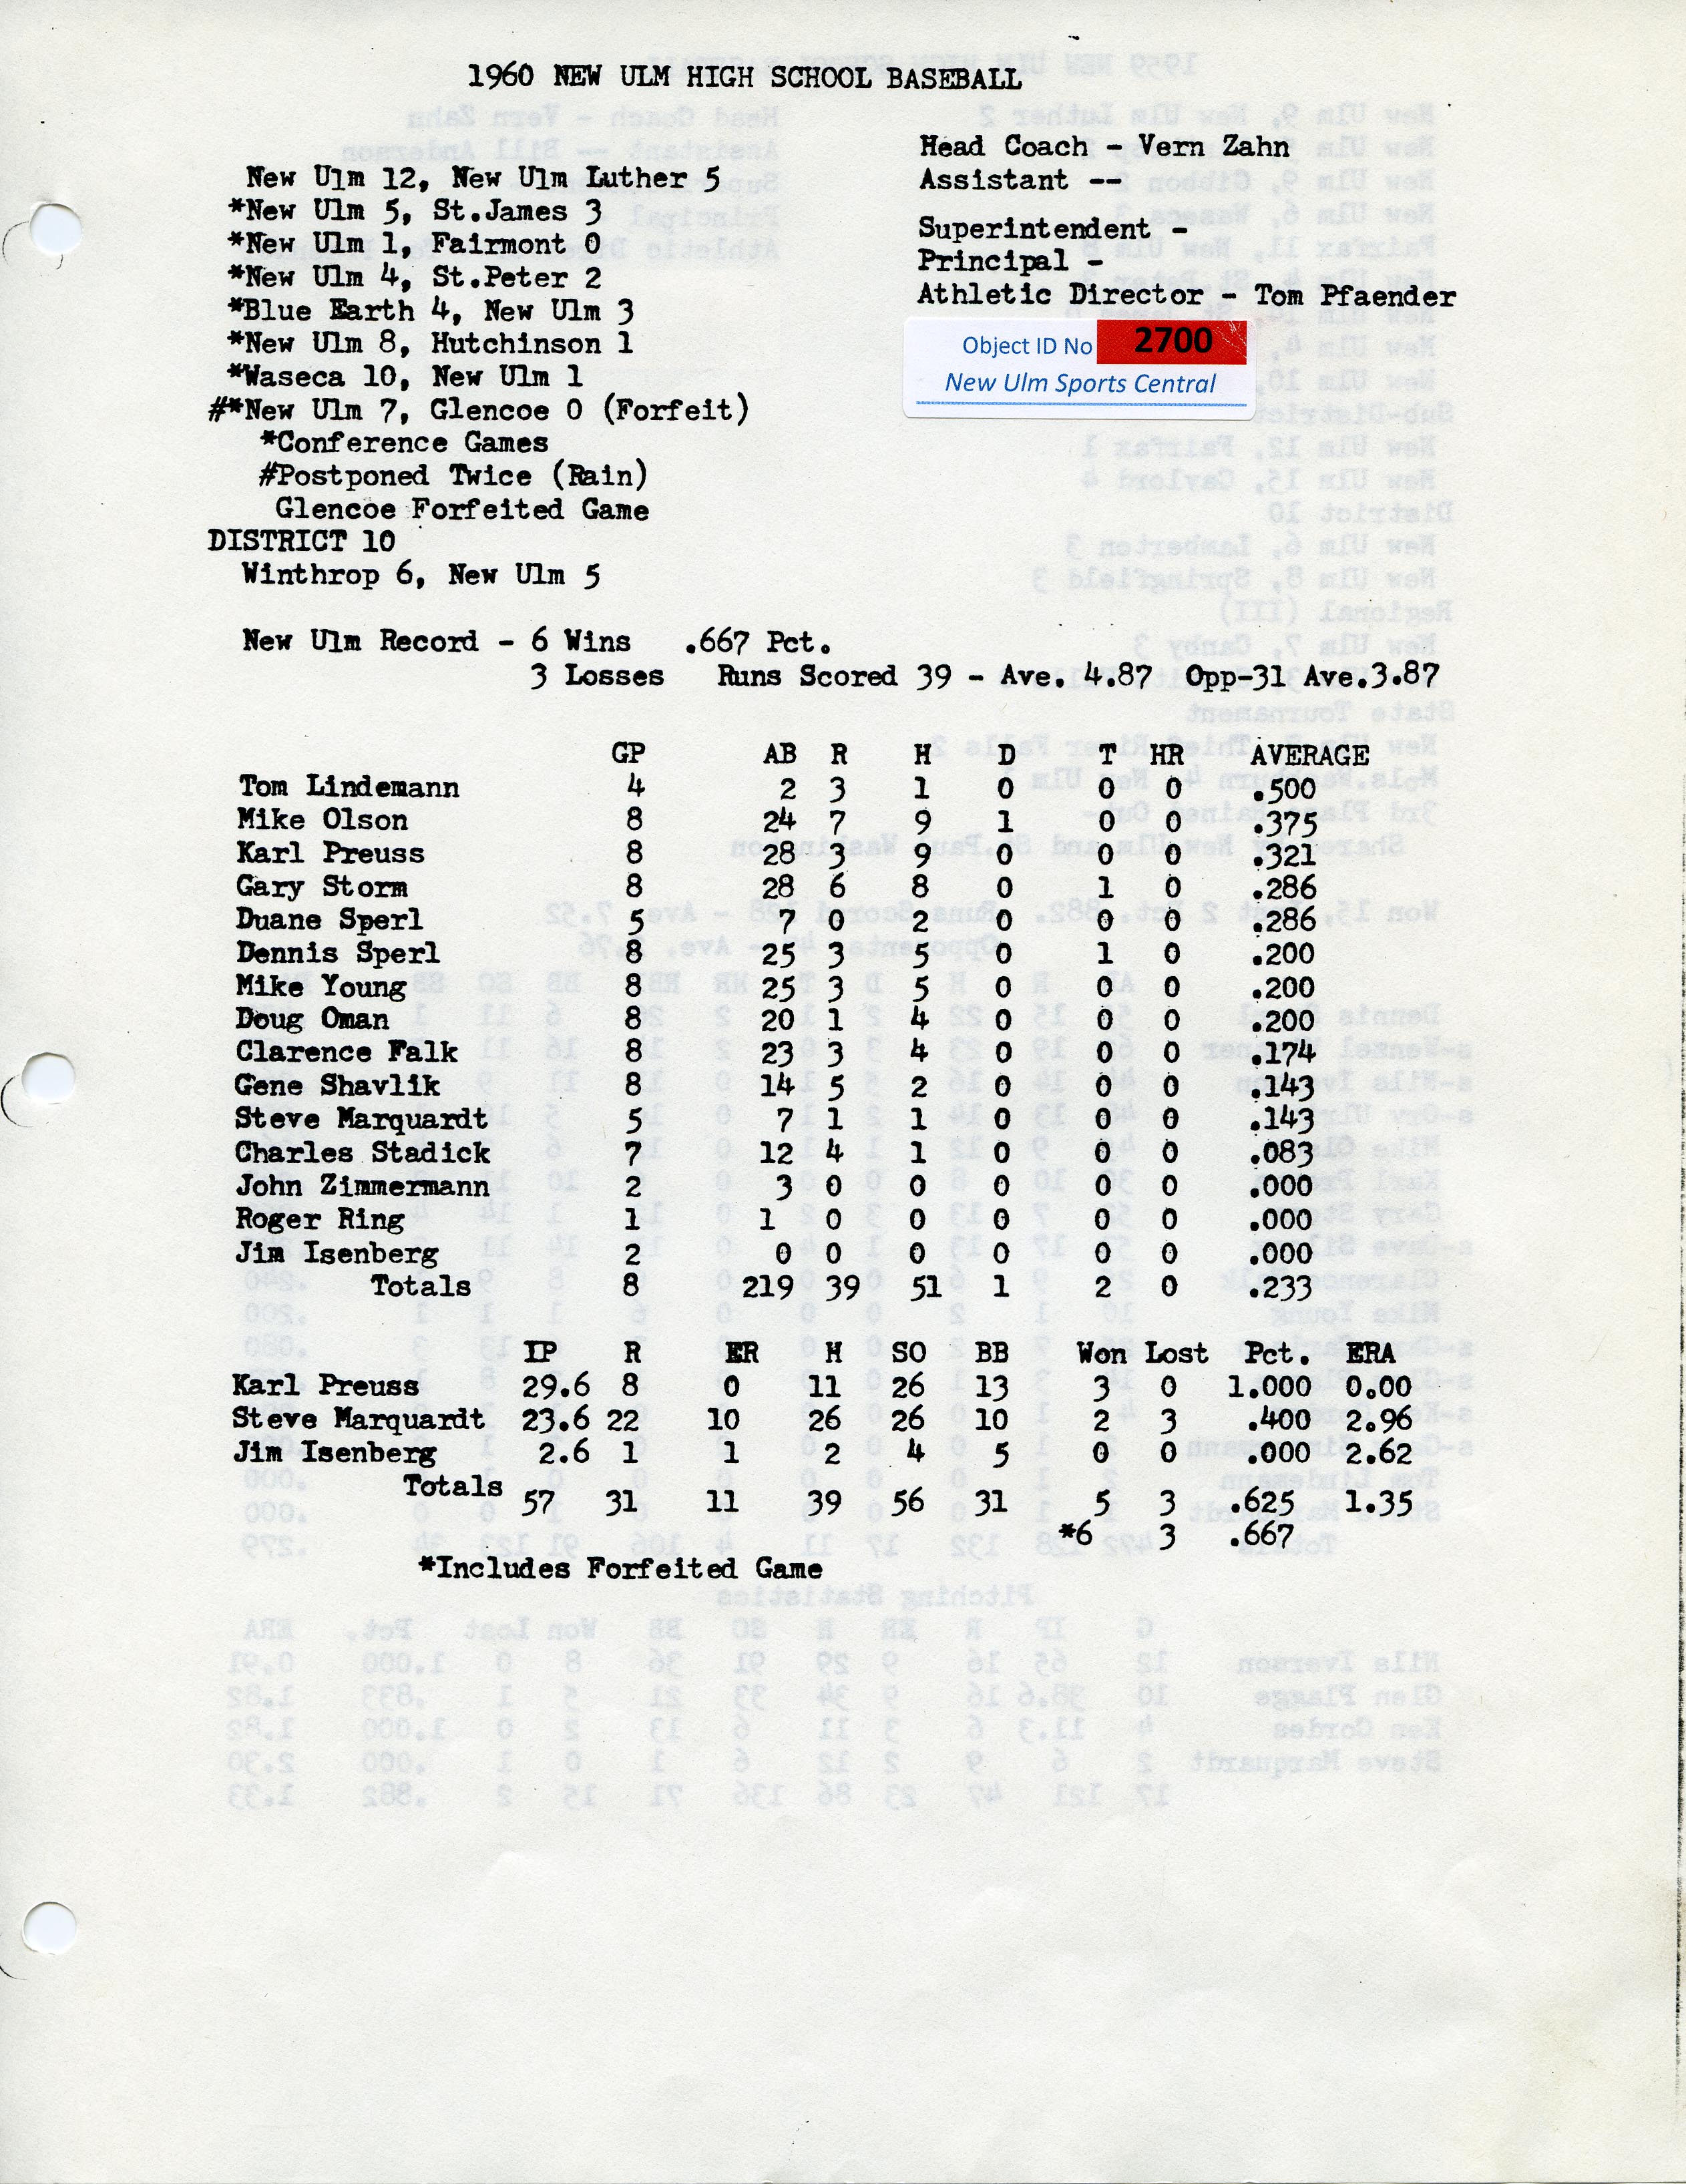 1960 NEW ULM HIGH SCHOOL BASEBALL
Head Coach - Vern Zahn
Assistant --
Superintendent -
Principal -
Athletic Director - Tom Pfaender
Object ID No 2700
New Ulm Sports Central
New Ulm 12, New Ulm Luther 5
*New Ulm 5, St.James 3
*New Ulm 1, Fairmont 0
*New Ulm 4, St.Peter 2
*Blue Earth 4, New Ulm 3
*New Ulm 8, Hutchinson 1
*Waseca 10, New Ulm 1
#*New Ulm 7, Glencoe 0 (Forfeit)
*Conference Games
#Postponed Twice (Rain)
Glencoe Forfeited Game
DISTRICT 10
Winthrop 6, New Ulm 5
New Ulm Record - 6 Wins .667 Pct.
3 Losses Runs Scored 39 - Ave. 4.87 Opp-31 Ave.3.87
GP AB R H D T HR AVERAGE
Tom Lindemann 4 2 3 1 0 0 0 .500
Mike Olson 8 24 7 9 1 0 0 .375
Karl Preuss 8 28 3 9 0 0 0 .321
Gary Storm 8 28 6 8 0 1 0 .286
Duane Sperl 5 7 0 2 0 0 0 .286
Dennis Sperl 8 25 3 5 0 1 0 .200
Mike Young 8 25 3 5 0 0 0 .200
Doug Oman 8 20 1 4 0 0 0 .200
Clarence Falk 8 23 3 4 0 0 0 .174
Gene Shavlik 8 14 5 2 0 0 0 .143
Steve Marquardt 5 7 1 1 0 0 0 .143
Charles Stadick 7 12 4 1 0 0 0 .083
John Zimmermann 2 3 0 0 0 0 0 .000
Roger Ring 1 1 0 0 0 0 0 .000
Jim Isenberg 2 0 0 0 0 0 0 .000
Totals 8 219 39 51 1 2 0 .233
IP R ER H SO BB Won Lost Pct. ERA
Karl Preuss 29.6 8 0 11 26 13 3 0 1.000 0.00
Steve Marquardt 23.6 22 10 26 26 10 2 3 .400 2.96
Jim Isenberg 2.6 1 1 2 4 5 0 0 .000 2.62
Totals 57 31 11 39 56 31 5 3 .625 1.35
*6 3 .667
*Includes Forfeited Game